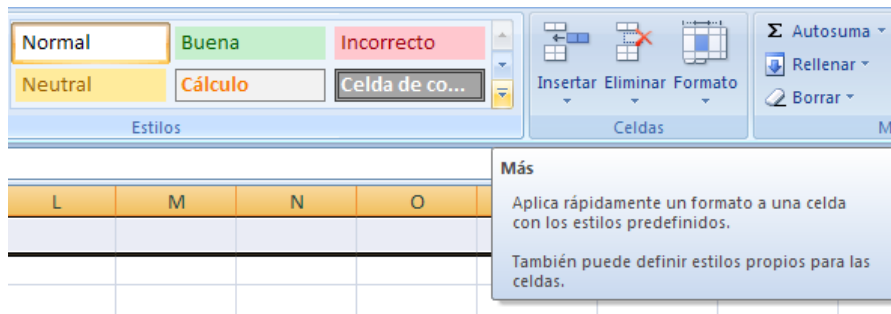 Normal
Buena
Incorrecto
Neutral
Cálculo
Celda de co...
Estilos
Insertar
Eliminar
Formato
Celdas
Σ Autosuma
Rellenar
Borrar
M
Más
Aplica rápidamente un formato a una celda
con los estilos predefinidos.
También puede definir estilos propios para las
celdas.
L
M
N
O